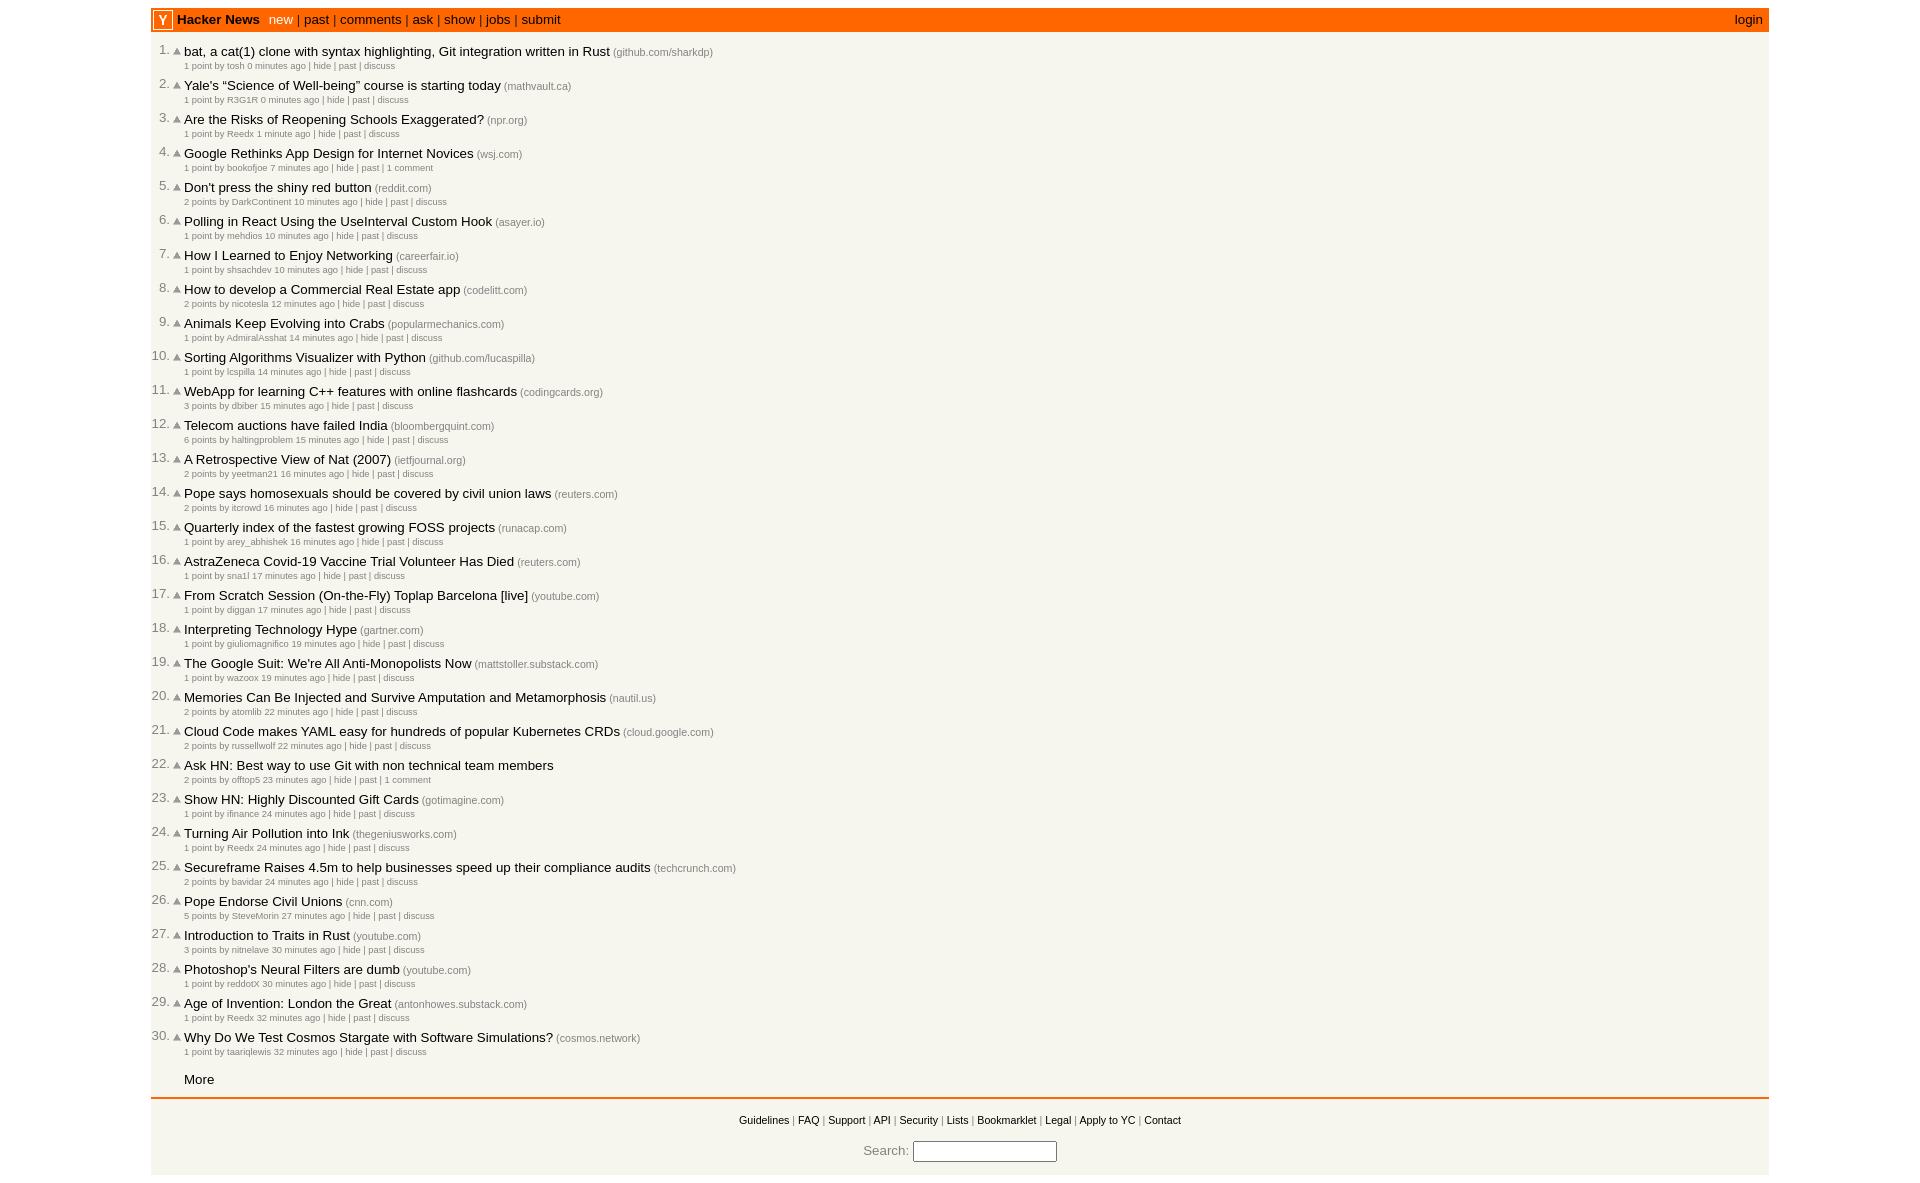 Y Hacker News new | past | comments | ask | show | jobs | submit login
1. bat, a cat(1) clone with syntax highlighting, Git integration written in Rust (github.com/sharkdp)
1 point by tosh 0 minutes ago | hide | past | discuss
2. Yale's “Science of Well-being” course is starting today (mathvault.ca)
1 point by R3G1R 0 minutes ago | hide | past | discuss
3. Are the Risks of Reopening Schools Exaggerated? (npr.org)
1 point by Reedx 1 minute ago | hide | past | discuss
4. Google Rethinks App Design for Internet Novices (wsj.com)
1 point by bookofjoe 7 minutes ago | hide | past | 1 comment
5. Don't press the shiny red button (reddit.com)
2 points by DarkContinent 10 minutes ago | hide | past | discuss
6. Polling in React Using the UseInterval Custom Hook (asayer.io)
1 point by mehdios 10 minutes ago | hide | past | discuss
7. How I Learned to Enjoy Networking (careerfair.io)
1 point by shsachdev 10 minutes ago | hide | past | discuss
8. How to develop a Commercial Real Estate app (codelitt.com)
2 points by nicotesla 12 minutes ago | hide | past | discuss
9. Animals Keep Evolving into Crabs (popularmechanics.com)
1 point by AdmiralAsshat 14 minutes ago | hide | past | discuss
10. Sorting Algorithms Visualizer with Python (github.com/lucaspilla)
1 point by lcspilla 14 minutes ago | hide | past | discuss
11. WebApp for learning C++ features with online flashcards (codingcards.org)
3 points by dbiber 15 minutes ago | hide | past | discuss
12. Telecom auctions have failed India (bloombergquint.com)
6 points by haltingproblem 15 minutes ago | hide | past | discuss
13. A Retrospective View of Nat (2007) (ietfjournal.org)
2 points by yeetman21 16 minutes ago | hide | past | discuss
14. Pope says homosexuals should be covered by civil union laws (reuters.com)
2 points by itcrowd 16 minutes ago | hide | past | discuss
15. Quarterly index of the fastest growing FOSS projects (runacap.com)
1 point by arey_abhishek 16 minutes ago | hide | past | discuss
16. AstraZeneca Covid-19 Vaccine Trial Volunteer Has Died (reuters.com)
1 point by sna1l 17 minutes ago | hide | past | discuss
17. From Scratch Session (On-the-Fly) Toplap Barcelona [live] (youtube.com)
1 point by diggan 17 minutes ago | hide | past | discuss
18. Interpreting Technology Hype (gartner.com)
1 point by giuliomagnifico 19 minutes ago | hide | past | discuss
19. The Google Suit: We're All Anti-Monopolists Now (mattstoller.substack.com)
1 point by wazoox 19 minutes ago | hide | past | discuss
20. Memories Can Be Injected and Survive Amputation and Metamorphosis (nautil.us)
2 points by atomlib 22 minutes ago | hide | past | discuss
21. Cloud Code makes YAML easy for hundreds of popular Kubernetes CRDs (cloud.google.com)
2 points by russellwolf 22 minutes ago | hide | past | discuss
22. Ask HN: Best way to use Git with non technical team members
2 points by offtop5 23 minutes ago | hide | past | 1 comment
23. Show HN: Highly Discounted Gift Cards (gotimagine.com)
1 point by ifinance 24 minutes ago | hide | past | discuss
24. Turning Air Pollution into Ink (thegeniusworks.com)
1 point by Reedx 24 minutes ago | hide | past | discuss
25. Secureframe Raises 4.5m to help businesses speed up their compliance audits (techcrunch.com)
2 points by bavidar 24 minutes ago | hide | past | discuss
26. Pope Endorse Civil Unions (cnn.com)
5 points by SteveMorin 27 minutes ago | hide | past | discuss
27. Introduction to Traits in Rust (youtube.com)
3 points by nitnelave 30 minutes ago | hide | past | discuss
28. Photoshop's Neural Filters are dumb (youtube.com)
1 point by reddotX 30 minutes ago | hide | past | discuss
29. Age of Invention: London the Great (antonhowes.substack.com)
1 point by Reedx 32 minutes ago | hide | past | discuss
30. Why Do We Test Cosmos Stargate with Software Simulations? (cosmos.network)
1 point by taariqlewis 32 minutes ago | hide | past | discuss
More
Guidelines | FAQ | Support | API | Security | Lists | Bookmarklet | Legal | Apply to YC | Contact
Search: